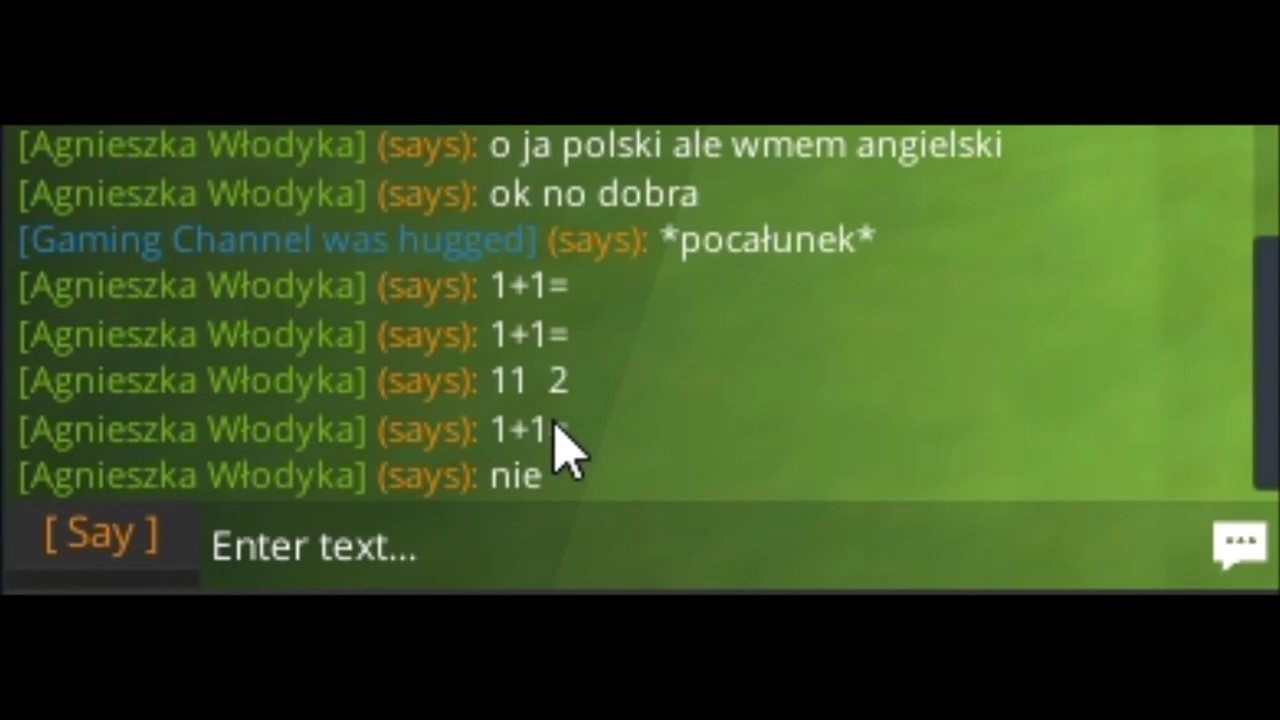 [Agnieszka Włodyka] (says): o ja polski ale wmem angielski
[Agnieszka Włodyka] (says): ok no dobra
[Gaming Channel was hugged] (says): *pocałunek*
[Agnieszka Włodyka] (says): 1+1=
[Agnieszka Włodyka] (says): 1+1=
[Agnieszka Włodyka] (says): 11  2
[Agnieszka Włodyka] (says): 1+1
[Agnieszka Włodyka] (says): nie
[ Say ] Enter text...